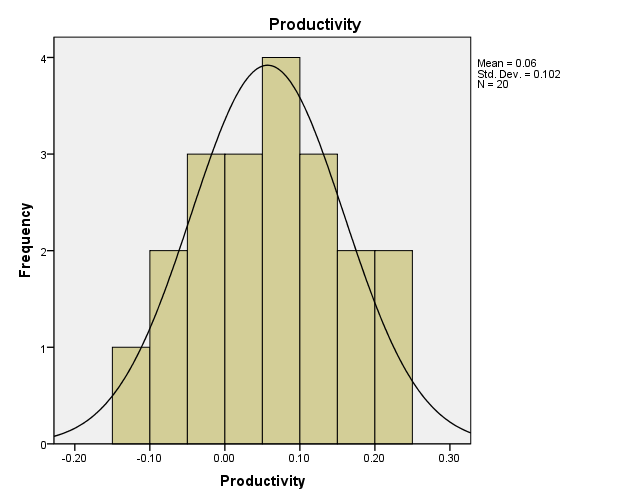 Productivity
Mean = 0.06
Std. Dev. = 0.102
N = 20
Frequency
4
3
2
1
0
-0.20 -0.10 0.00 0.10 0.20 0.30
Productivity